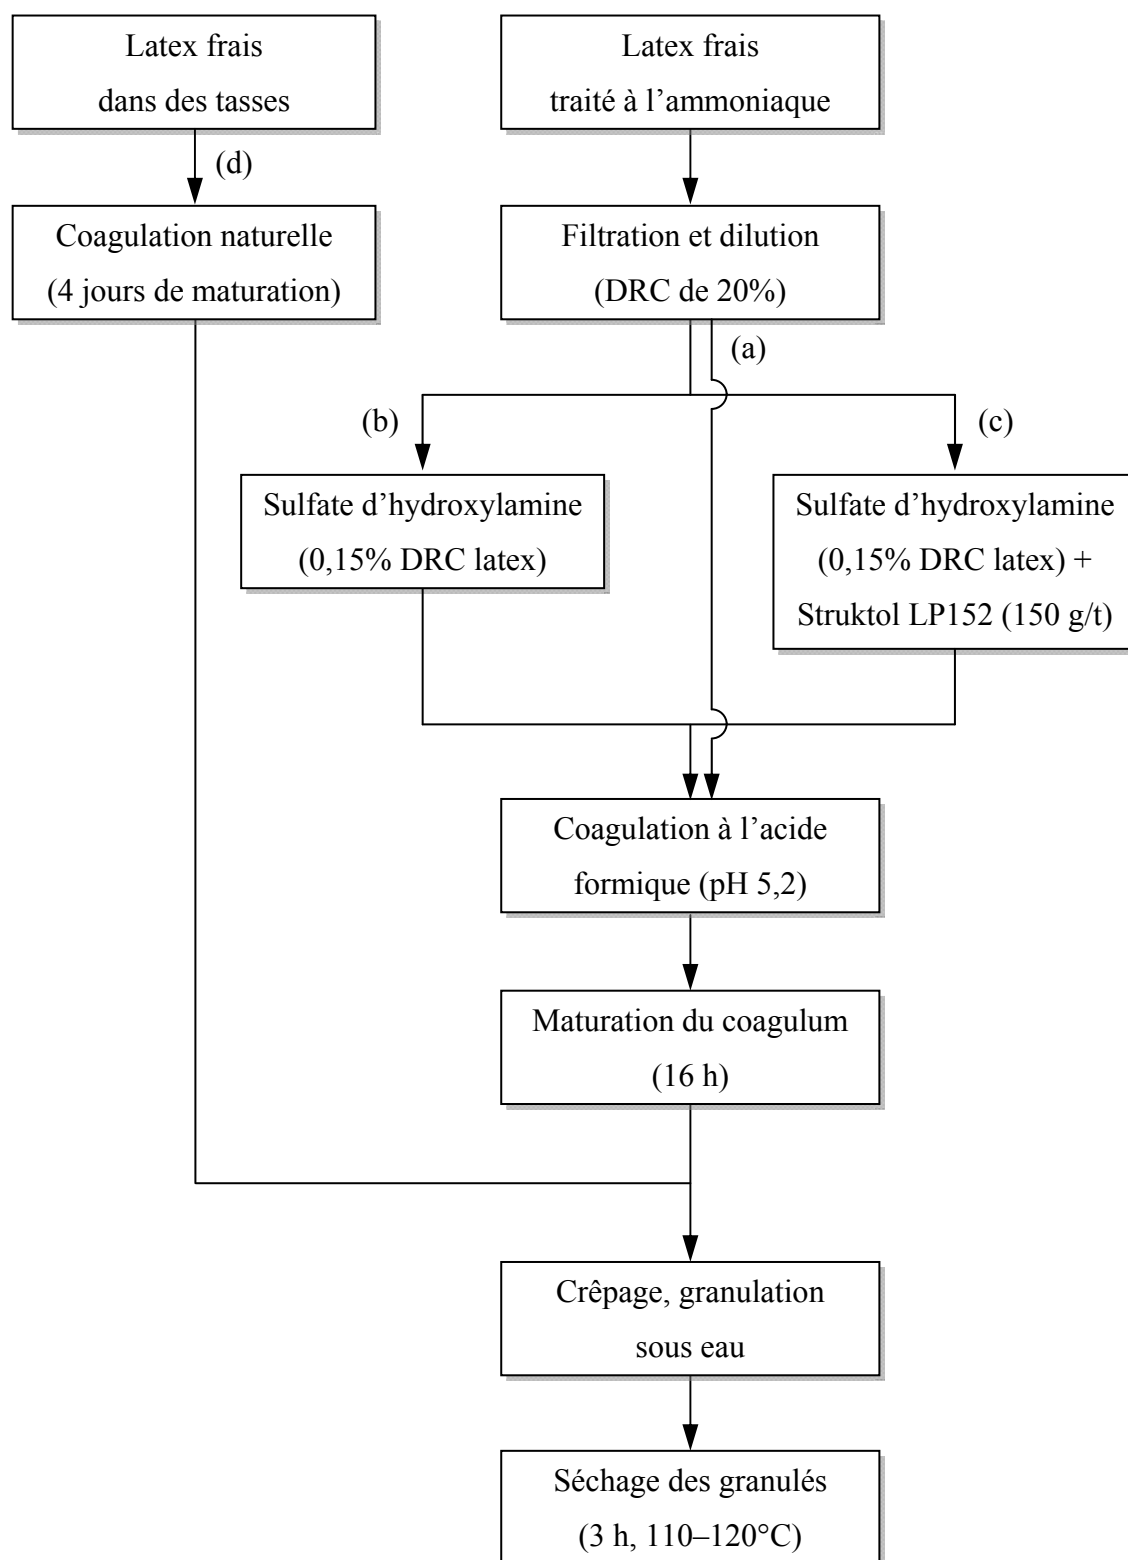 Latex frais
dans des tasses
Latex frais
traité à l’ammoniaque
(d)
Coagulation naturelle
(4 jours de maturation)
Filtration et dilution
(DRC de 20%)
(a)
(b)
(c)
Sulfate d’hydroxylamine
(0,15% DRC latex)
Sulfate d’hydroxylamine
(0,15% DRC latex) +
Struktol LP152 (150 g/t)
Coagulation à l’acide
formique (pH 5,2)
Maturation du coagulum
(16 h)
Crêpage, granulation
sous eau
Séchage des granulés
(3 h, 110–120°C)